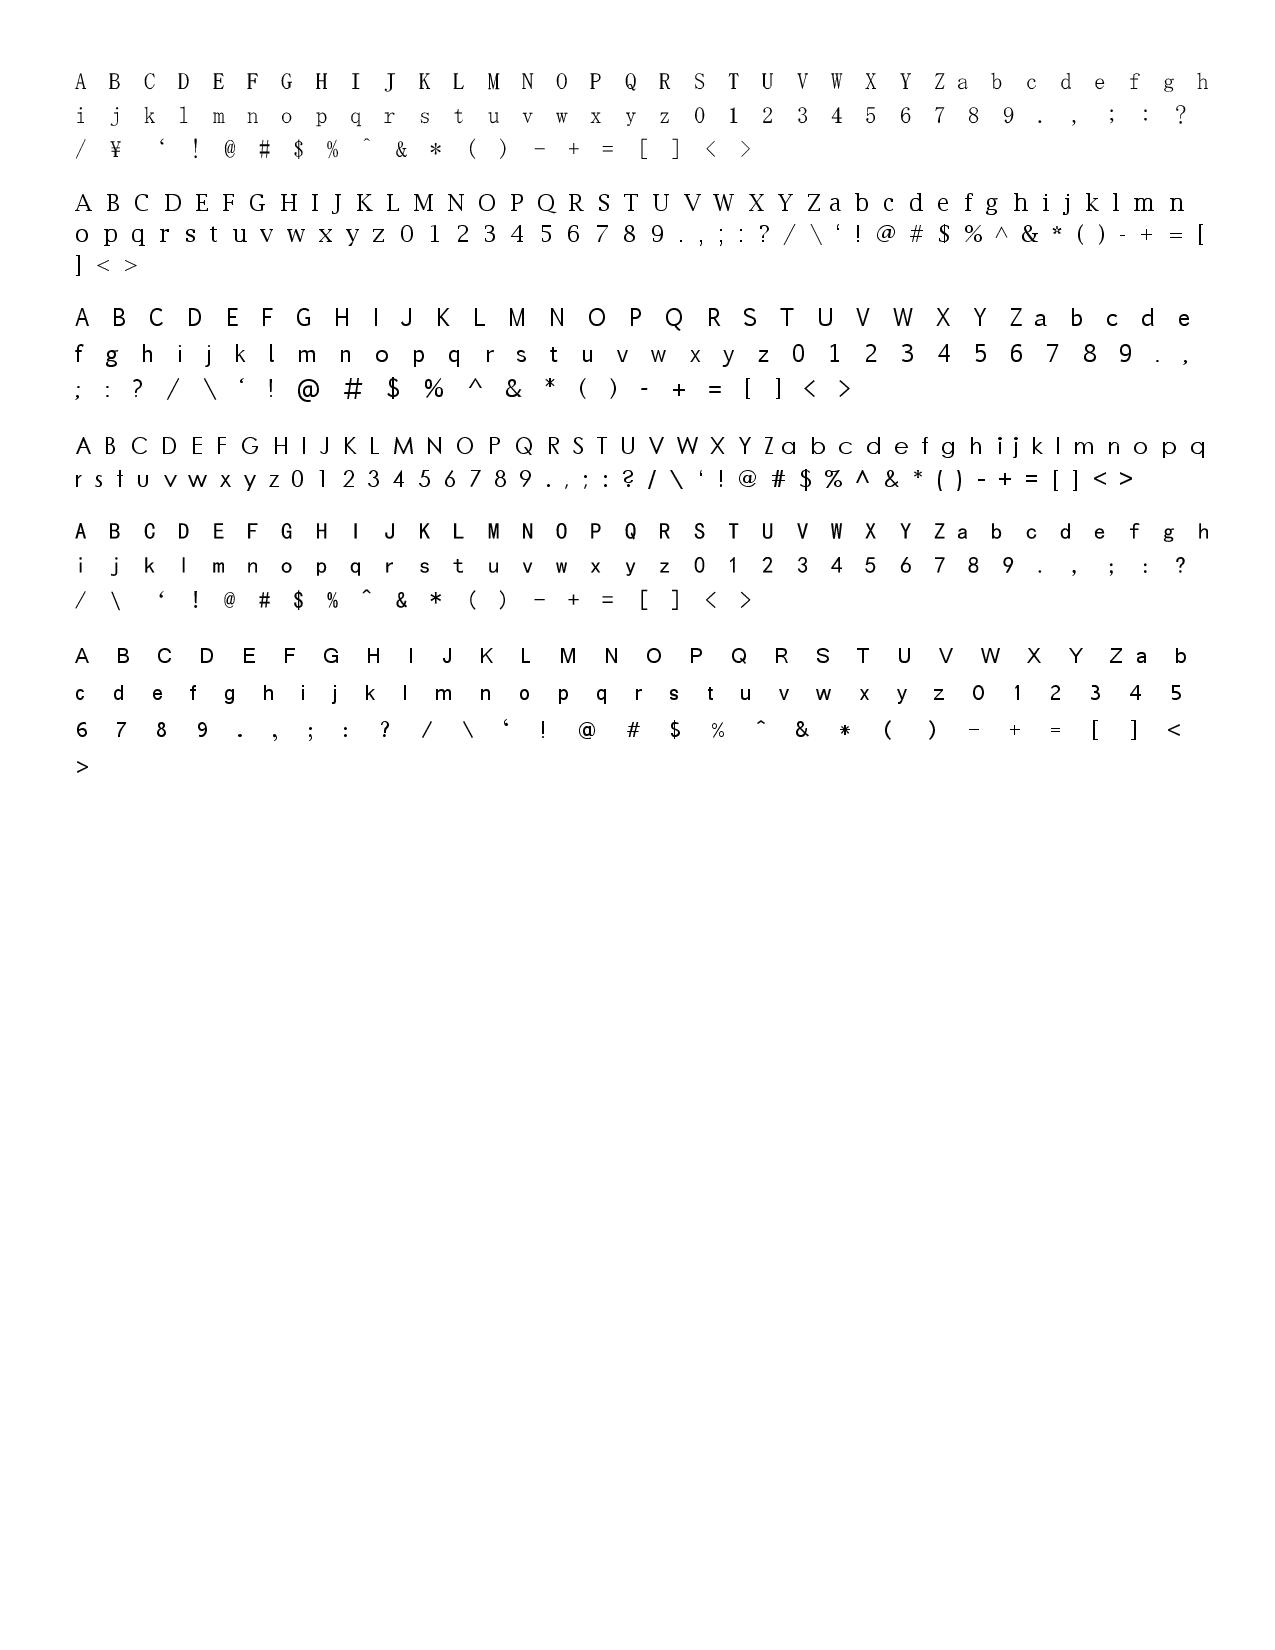 A B C D E F G H I J K L M N O P Q R S T U V W X Y Z a b c d e f g h
i j k l m n o p q r s t u v w x y z 0 1 2 3 4 5 6 7 8 9 . , ; : ?
/ ¥ ‘ ! @ # $ % ^ & * ( ) − + = [ ] < >
A B C D E F G H I J K L M N O P Q R S T U V W X Y Z a b c d e f g h i j k l m n
o p q r s t u v w x y z 0 1 2 3 4 5 6 7 8 9 . , ; : ? / \ ‘ ! @ # $ % ^ & * ( ) - + = [
] < >
A B C D E F G H I J K L M N O P Q R S T U V W X Y Z a b c d e
f g h i j k l m n o p q r s t u v w x y z 0 1 2 3 4 5 6 7 8 9 . ,
; : ? / \ ‘ ! @ # $ % ^ & * ( ) - + = [ ] < >
A B C D E F G H I J K L M N O P Q R S T U V W X Y Z a b c d e f g h i j k l m n o p q
r s t u v w x y z 0 1 2 3 4 5 6 7 8 9 . , ; : ? / \ ‘ ! @ # $ % ^ & * ( ) - + = [ ] < >
A B C D E F G H I J K L M N O P Q R S T U V W X Y Z a b c d e f g h
i j k l m n o p q r s t u v w x y z 0 1 2 3 4 5 6 7 8 9 . , ; : ?
/ \ ‘ ! @ # $ % ^ & * ( ) − + = [ ] < >
A B C D E F G H I J K L M N O P Q R S T U V W X Y Z a b
c d e f g h i j k l m n o p q r s t u v w x y z 0 1 2 3 4 5
6 7 8 9 . , ; : ? / \ ‘ ! @ # $ % ^ & * ( ) − + = [ ] <
>